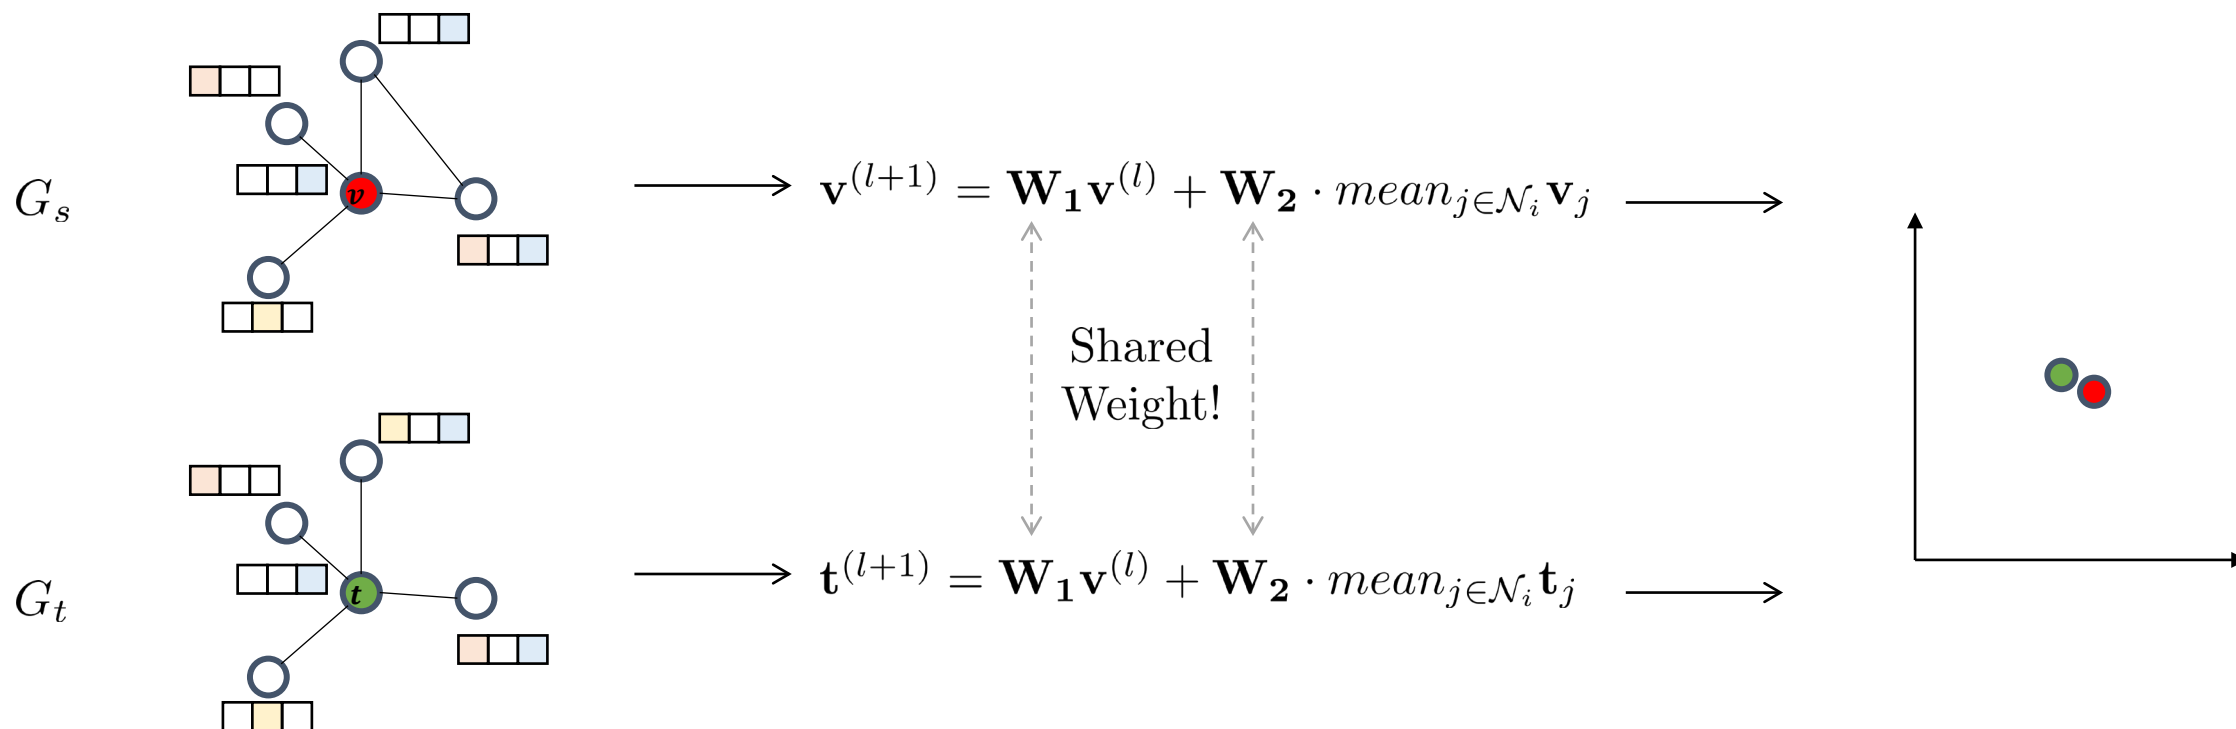 G_s
v
v^{(l+1)} = W_1 v^{(l)} + W_2 · mean_{j∈𝒩_i} v_j
Shared
Weight!
G_t
t
t^{(l+1)} = W_1 v^{(l)} + W_2 · mean_{j∈𝒩_i} t_j